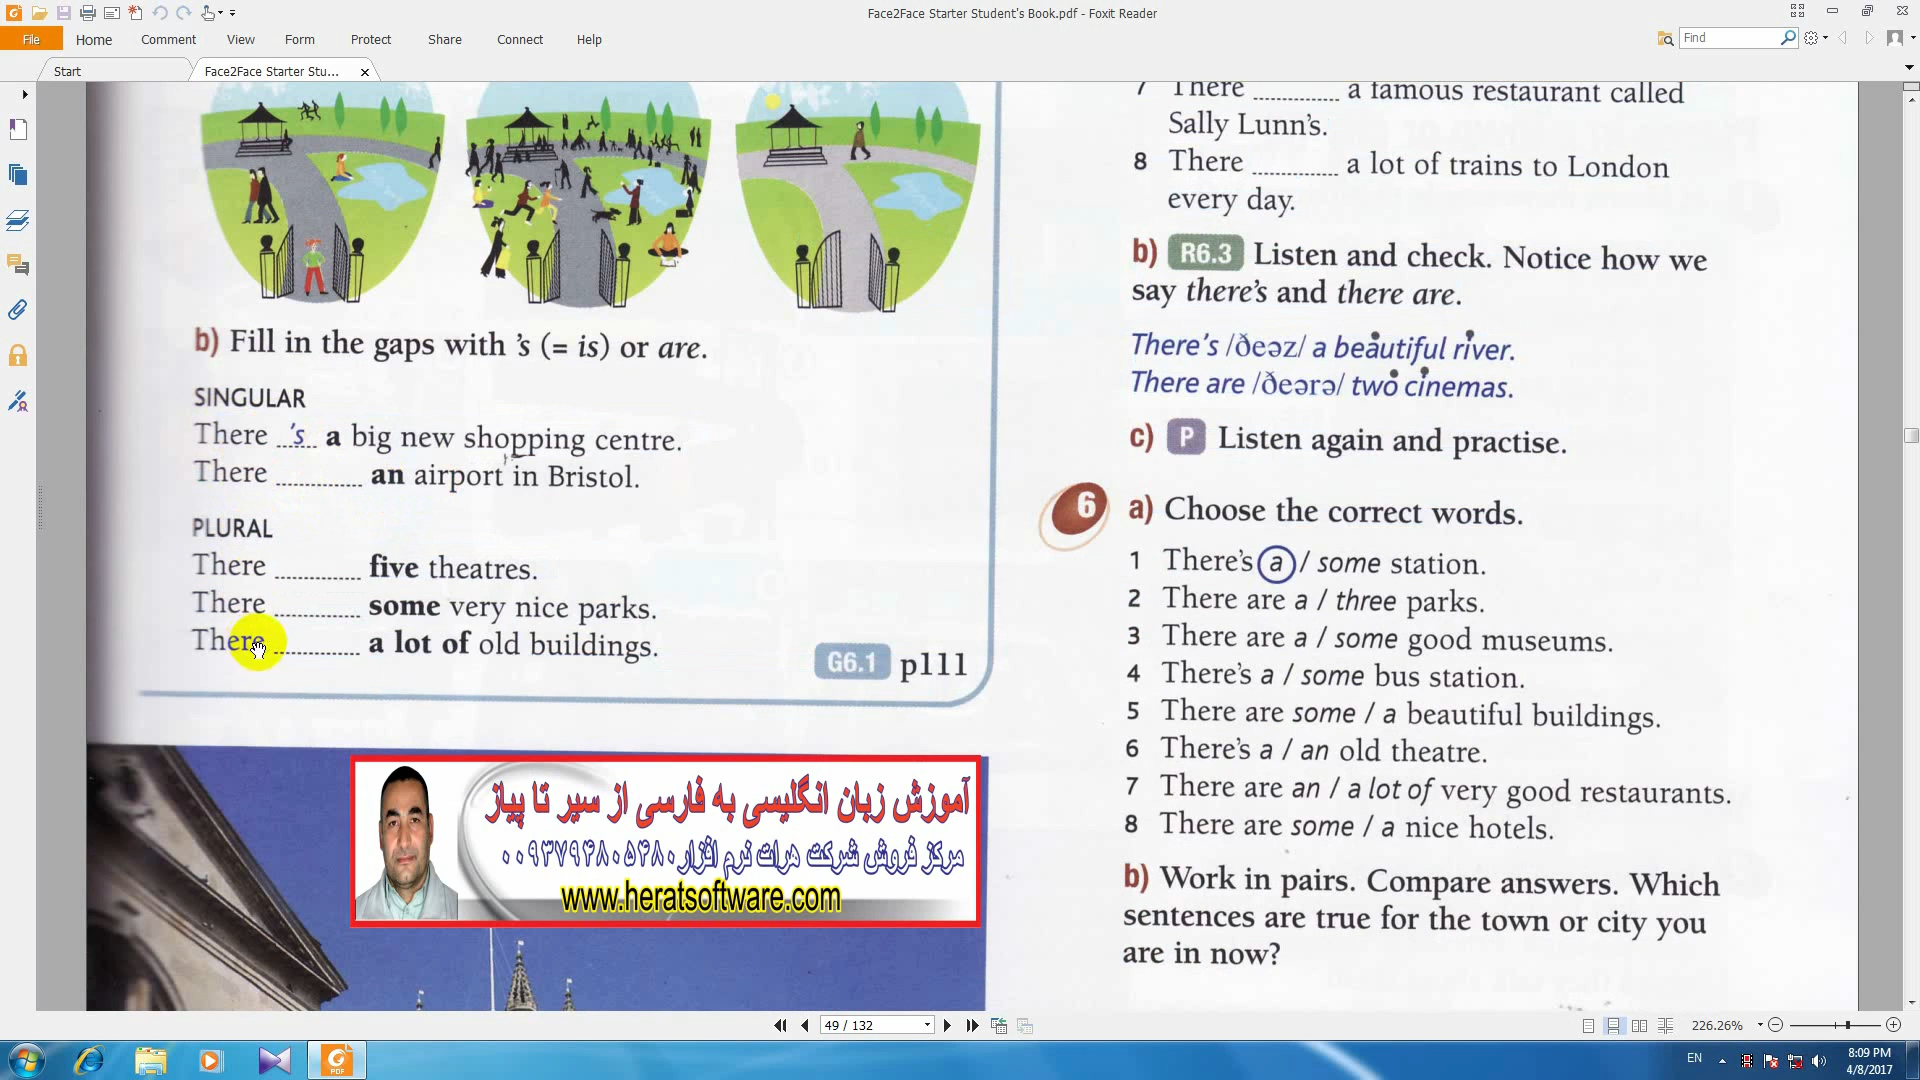 Face2Face Starter Student's Book.pdf - Foxit Reader
File Home Comment View Form Protect Share Connect Help
Find
Start
Face2Face Starter Stu...
b) Fill in the gaps with 's (= is) or are.
SINGULAR
There 's a big new shopping centre.
There ............ an airport in Bristol.
PLURAL
There ............ five theatres.
There ............ some very nice parks.
There ............ a lot of old buildings.
G6.1 p111
آموزش زبان انگلیسی به فارسی از سیر تا پیاز
مرکز فروش شرکت هرات نرم افزار ۰۰۹۳۷۹۴۸۰۵۴۸۰
www.heratsoftware.com
7 There ............ a famous restaurant called
Sally Lunn's.
8 There ............ a lot of trains to London
every day.
b) R6.3 Listen and check. Notice how we
say there's and there are.
There's /ðeəz/ a beautiful river.
There are /ðeərə/ two cinemas.
c) P Listen again and practise.
6 a) Choose the correct words.
1 There's a / some station.
2 There are a / three parks.
3 There are a / some good museums.
4 There's a / some bus station.
5 There are some / a beautiful buildings.
6 There's a / an old theatre.
7 There are an / a lot of very good restaurants.
8 There are some / a nice hotels.
b) Work in pairs. Compare answers. Which
sentences are true for the town or city you
are in now?
49 / 132
226.26%
PDF
EN
8:09 PM
4/8/2017